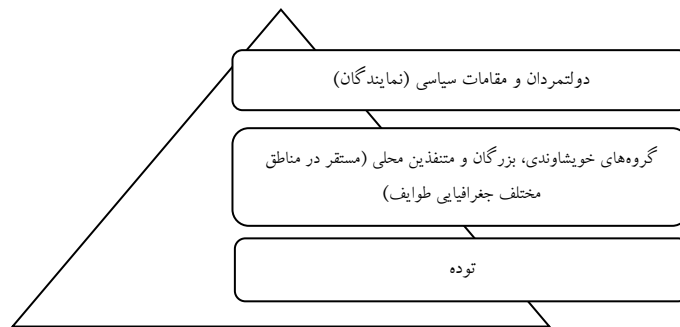 دولتمردان و مقامات سیاسی (نمایندگان)
گروه‌های خویشاوندی، بزرگان و متنفذین محلی (مستقر در مناطق
مختلف جغرافیایی طوایف)
توده